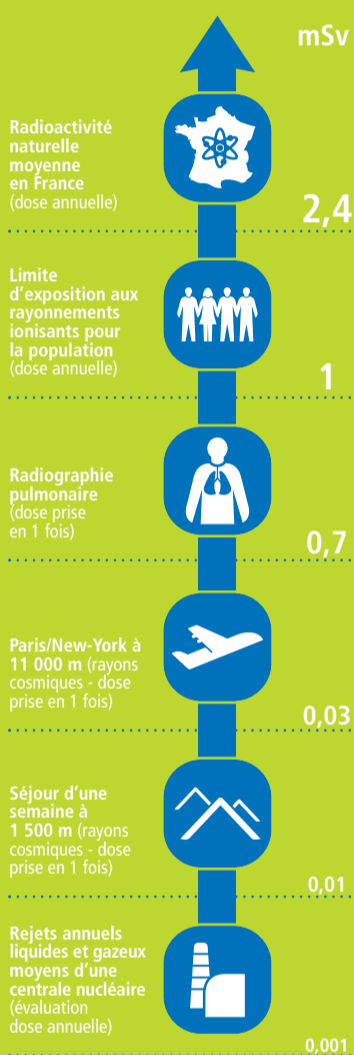 mSv
Radioactivité
naturelle
moyenne
en France
(dose annuelle)
2,4
Limite
d’exposition aux
rayonnements
ionisants pour
la population
(dose annuelle)
1
Radiographie
pulmonaire
(dose prise
en 1 fois)
0,7
Paris/New-York à
11 000 m (rayons
cosmiques - dose
prise en 1 fois)
0,03
Séjour d’une
semaine à
1 500 m (rayons
cosmiques - dose
prise en 1 fois)
0,01
Rejets annuels
liquides et gazeux
moyens d’une
centrale nucléaire
(évaluation
dose annuelle)
0,001